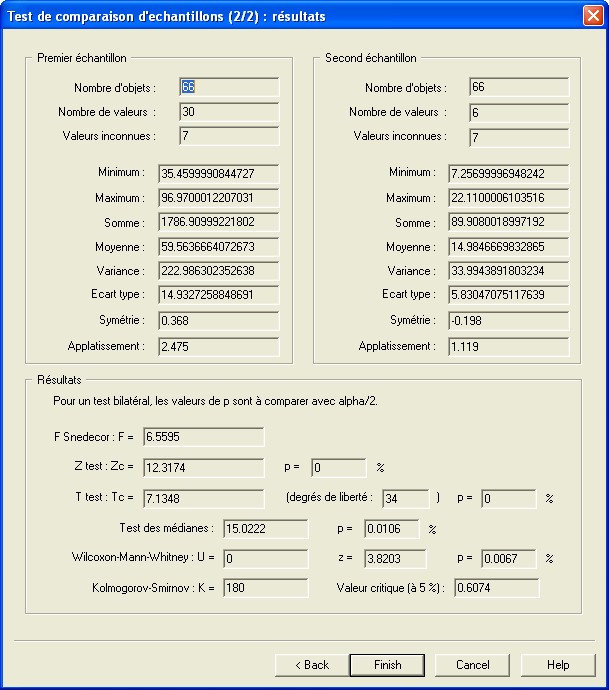 Test de comparaison d'echantillons (2/2) : résultats
Premier échantillon
Nombre d'objets : 66
Nombre de valeurs : 30
Valeurs inconnues : 7
Minimum : 35.4599990844727
Maximum : 96.9700012207031
Somme : 1786.90999221802
Moyenne : 59.5636664072673
Variance : 222.986302352638
Ecart type : 14.9327258848691
Symétrie : 0.368
Applatissement : 2.475
Second échantillon
Nombre d'objets : 66
Nombre de valeurs : 6
Valeurs inconnues : 7
Minimum : 7.25699996948242
Maximum : 22.1100006103516
Somme : 89.9080018997192
Moyenne : 14.9846669832865
Variance : 33.9943891803234
Ecart type : 5.83047075117639
Symétrie : -0.198
Applatissement : 1.119
Résultats
Pour un test bilatéral, les valeurs de p sont à comparer avec alpha/2.
F Snedecor : F = 6.5595
Z test : Zc = 12.3174 p = 0 %
T test : Tc = 7.1348 (degrés de liberté : 34 ) p = 0 %
Test des médianes : 15.0222 p = 0.0106 %
Wilcoxon-Mann-Whitney : U = 0 z = 3.8203 p = 0.0067 %
Kolmogorov-Smirnov : K = 180 Valeur critique (à 5 %) : 0.6074
< Back Finish Cancel Help